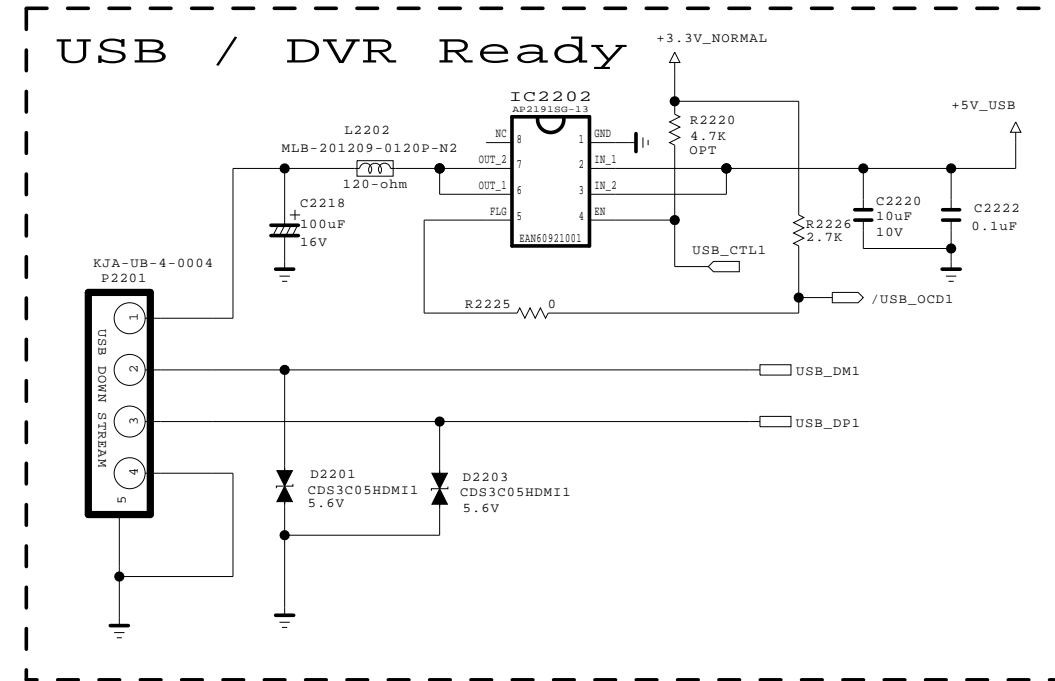 USB / DVR Ready
+3.3V_NORMAL
IC2202
AP2191SG-13
+5V_USB
L2202
MLB-201209-0120P-N2
120-ohm
NC
8
1
GND
OUT_2
7
2
IN_1
OUT_1
6
3
IN_2
FLG
5
4
EN
EAN60921001
R2220
4.7K
OPT
C2218
+
100uF
16V
R2226
2.7K
C2220
10uF
10V
C2222
0.1uF
USB_CTL1
KJA-UB-4-0004
P2201
R2225
0
/USB_OCD1
1
2
3
4
5
USB DOWN STREAM
USB_DM1
USB_DP1
D2201
CDS3C05HDMI1
5.6V
D2203
CDS3C05HDMI1
5.6V